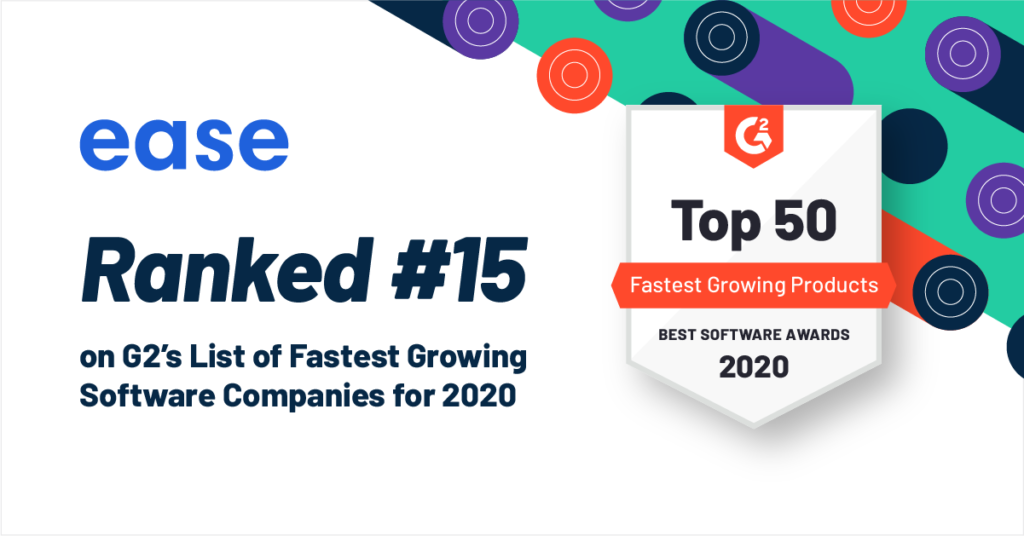 ease
Ranked #15
on G2’s List of Fastest Growing
Software Companies for 2020
G2
Top 50
Fastest Growing Products
BEST SOFTWARE AWARDS
2020